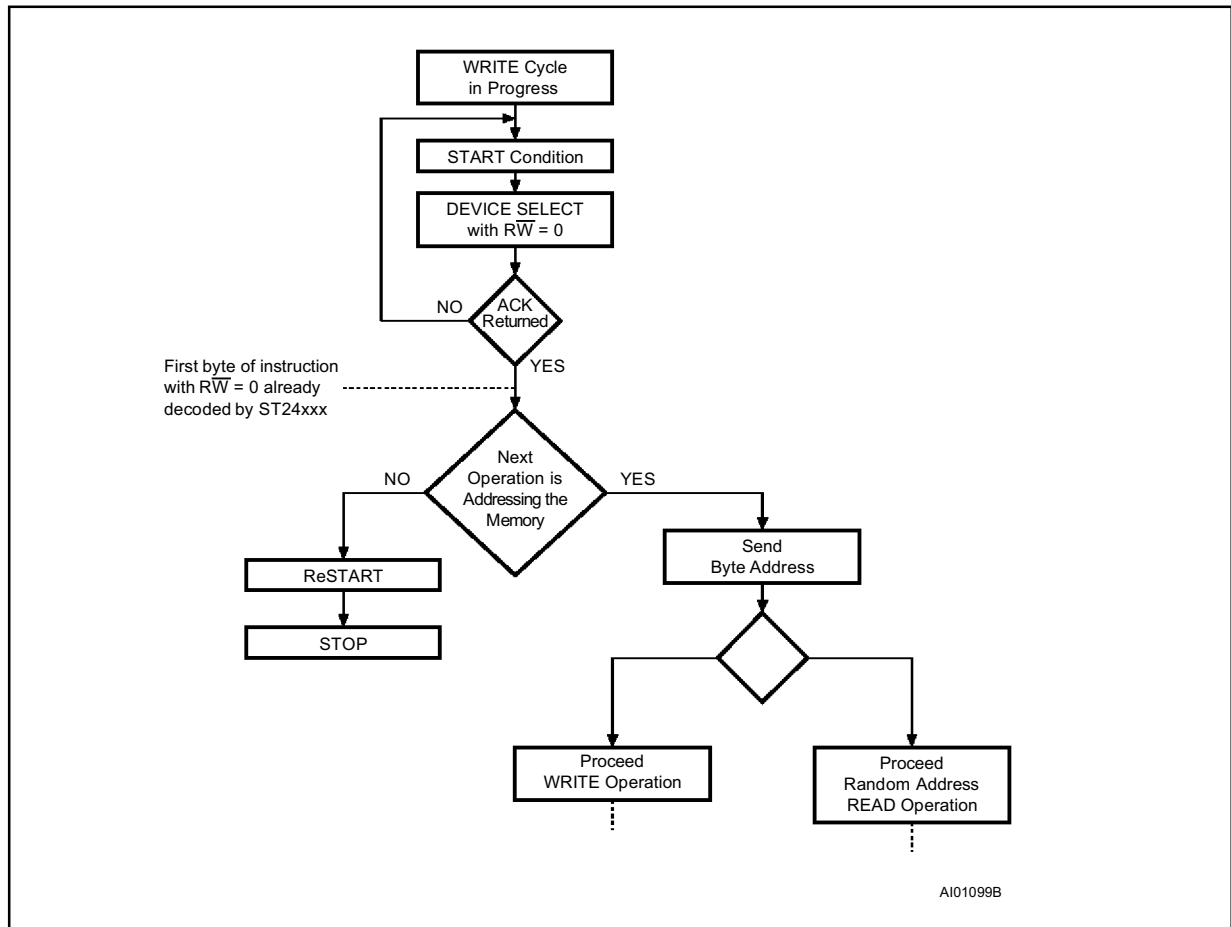 WRITE Cycle
in Progress
START Condition
DEVICE SELECT
with RW̅ = 0
ACK
Returned
NO
YES
First byte of instruction
with RW̅ = 0 already
decoded by ST24xxx
Next
Operation is
Addressing the
Memory
NO
YES
Send
Byte Address
ReSTART
STOP
Proceed
WRITE Operation
Proceed
Random Address
READ Operation
AI01099B